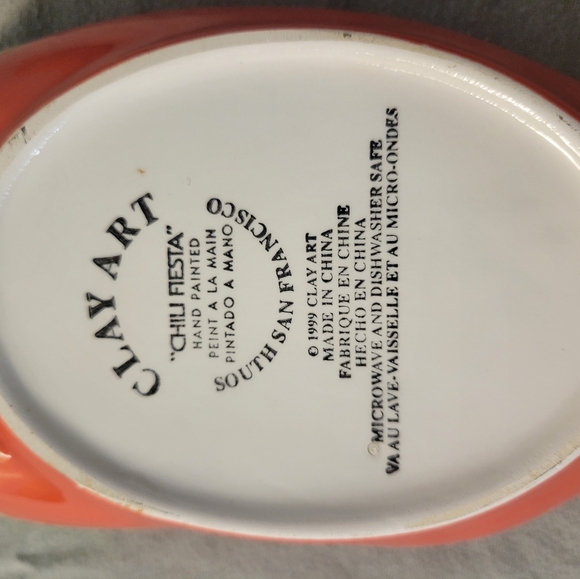 CLAY ART
"CHILI FIESTA"
HAND PAINTED
PEINT A LA MAIN
PINTADO A MANO
SOUTH SAN FRANCISCO
© 1999 CLAY ART
MADE IN CHINA
FABRIQUE EN CHINE
HECHO EN CHINA
MICROWAVE AND DISHWASHER SAFE
VA AU LAVE-VAISSELLE ET AU MICRO-ONDES